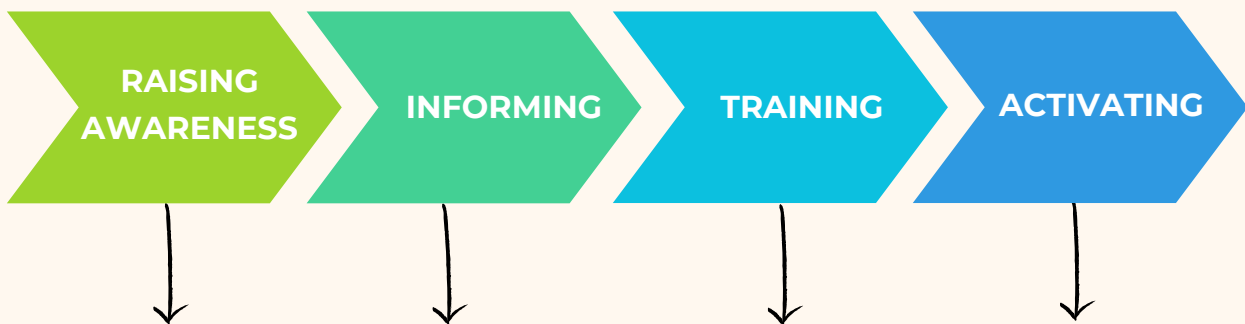 RAISING
AWARENESS
INFORMING
TRAINING
ACTIVATING